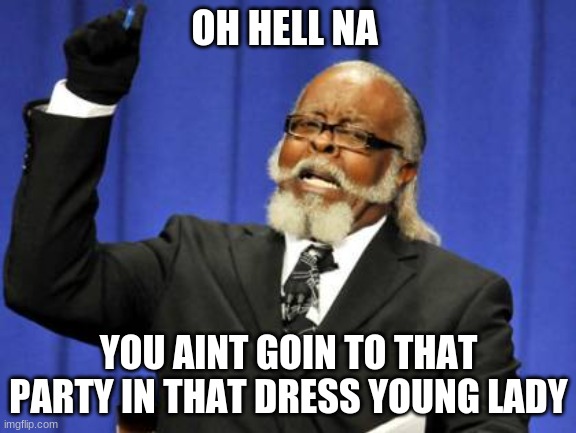 OH HELL NA
YOU AINT GOIN TO THAT
PARTY IN THAT DRESS YOUNG LADY
imgflip.com